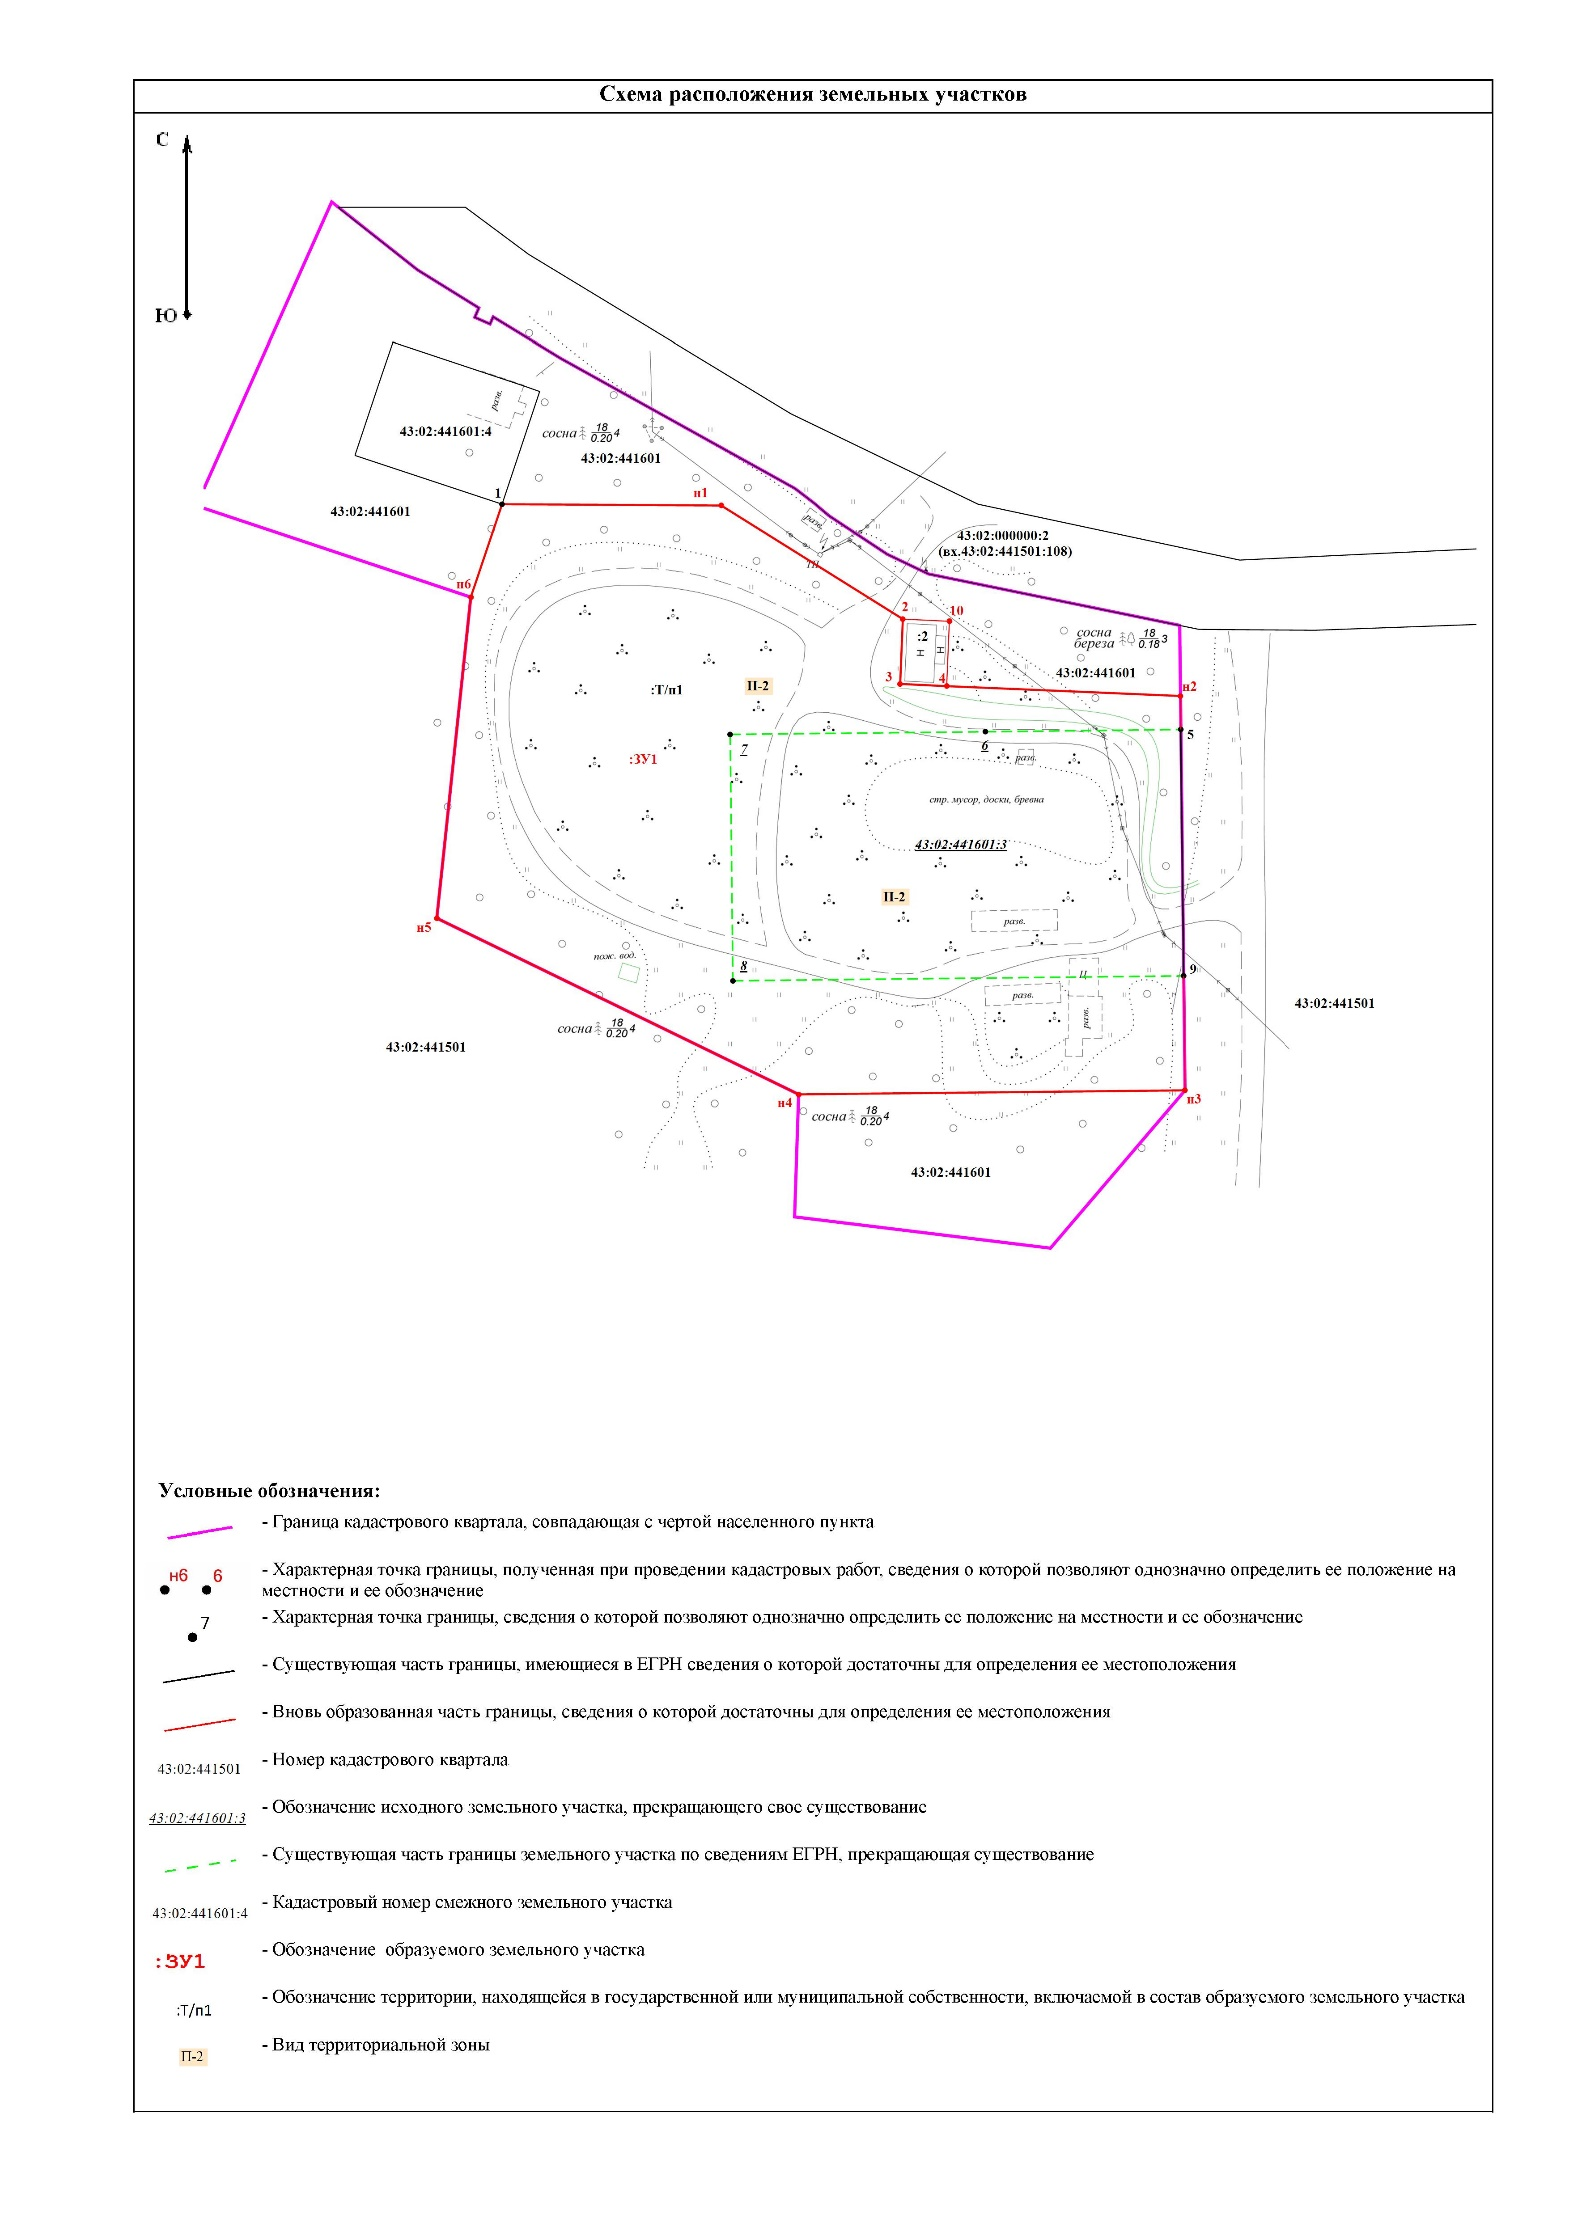 Схема расположения земельных участков
С
Ю
разв.
43:02:441601:4
сосна 18 0.20 4
43:02:441601
1
н1
43:02:441601
разв.
43:02:000000:2
(вх.43:02:441501:108)
ТП
н6
2
10
:2
Н
Н
сосна
береза 18 0.18 3
43:02:441601
3
4
н2
:Т/п1
П-2
5
7
6
:ЗУ1
разв.
стр. мусор, доски, бревна
43:02:441601:3
П-2
разв.
н5
пож. вод.
8
9
Ц
разв.
разв.
43:02:441501
сосна 18 0.20 4
43:02:441501
н4
н3
сосна 18 0.20 4
43:02:441601
Условные обозначения:
- Граница кадастрового квартала, совпадающая с чертой населенного пункта
н6 6 - Характерная точка границы, полученная при проведении кадастровых работ, сведения о которой позволяют однозначно определить ее положение на
местности и ее обозначение
7 - Характерная точка границы, сведения о которой позволяют однозначно определить ее положение на местности и ее обозначение
- Существующая часть границы, имеющиеся в ЕГРН сведения о которой достаточны для определения ее местоположения
- Вновь образованная часть границы, сведения о которой достаточны для определения ее местоположения
43:02:441501 - Номер кадастрового квартала
43:02:441601:3 - Обозначение исходного земельного участка, прекращающего свое существование
- Существующая часть границы земельного участка по сведениям ЕГРН, прекращающая существование
43:02:441601:4 - Кадастровый номер смежного земельного участка
:ЗУ1 - Обозначение образуемого земельного участка
:Т/п1 - Обозначение территории, находящейся в государственной или муниципальной собственности, включаемой в состав образуемого земельного участка
П-2 - Вид территориальной зоны